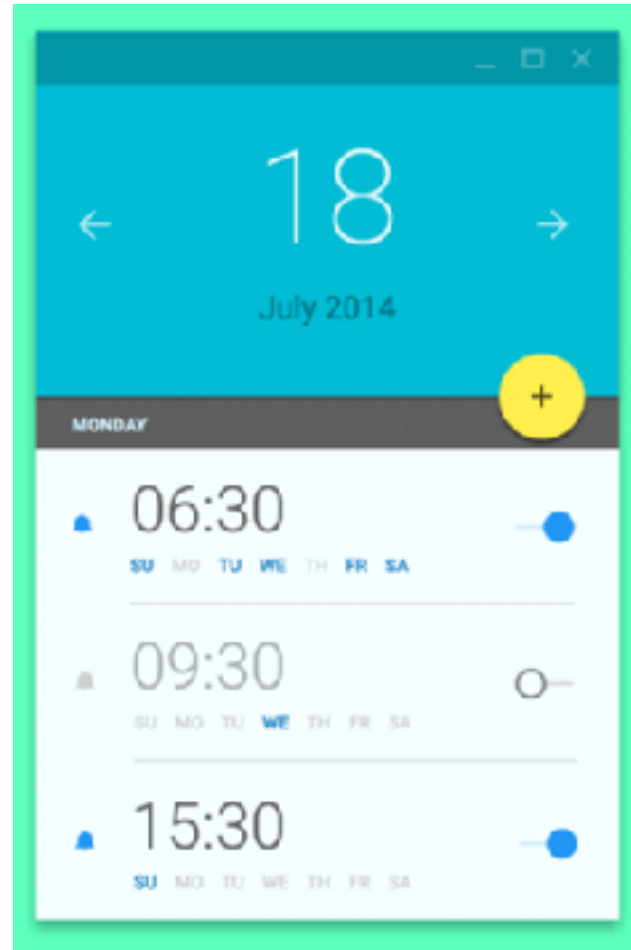 18
July 2014
MONDAY
06:30
SU MO TU WE TH FR SA
09:30
SU MO TU WE TH FR SA
15:30
SU MO TU WE TH FR SA